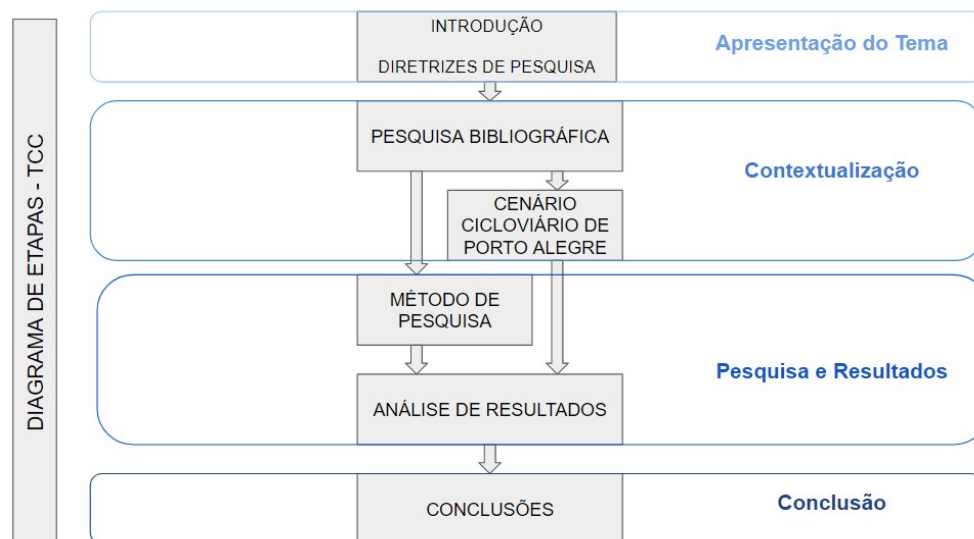 DIAGRAMA DE ETAPAS - TCC
INTRODUÇÃO
DIRETRIZES DE PESQUISA
Apresentação do Tema
PESQUISA BIBLIOGRÁFICA
Contextualização
CENÁRIO
CICLOVIÁRIO DE
PORTO ALEGRE
MÉTODO DE
PESQUISA
Pesquisa e Resultados
ANÁLISE DE RESULTADOS
CONCLUSÕES
Conclusão